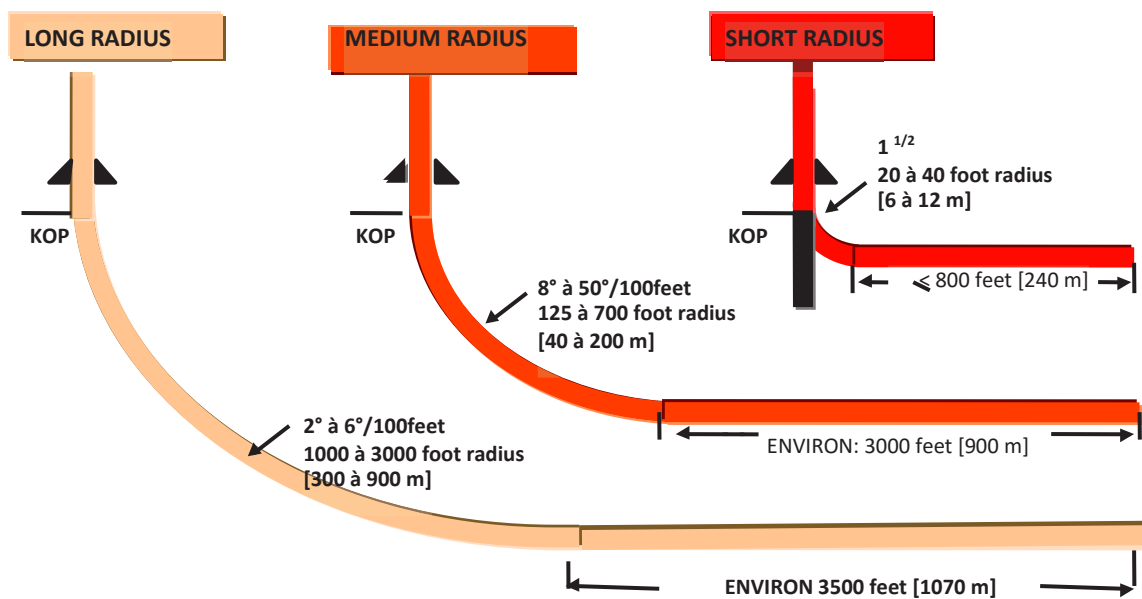 LONG RADIUS
MEDIUM RADIUS
SHORT RADIUS
1 1/2
20 à 40 foot radius
[6 à 12 m]
KOP
KOP
KOP
⩽ 800 feet [240 m]
8° à 50°/100feet
125 à 700 foot radius
[40 à 200 m]
2° à 6°/100feet
1000 à 3000 foot radius
[300 à 900 m]
ENVIRON: 3000 feet [900 m]
ENVIRON 3500 feet [1070 m]